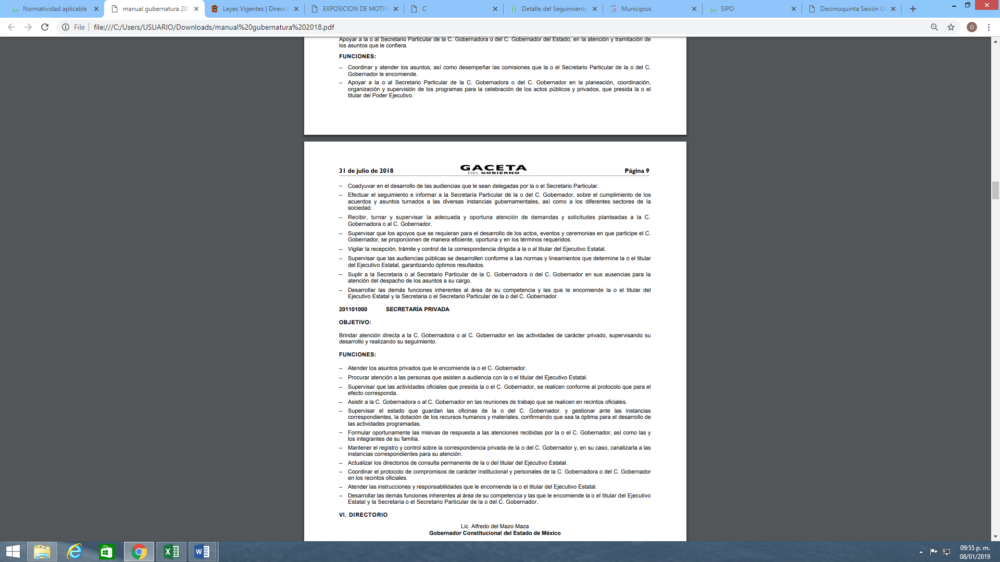 Normatividad aplicable
manual gubernatura 20
Leyes Vigentes | Direcci
EXPOSICION DE MOTIV
C
Detalle del Seguimiento
Municipios
SIPO
Decimoquinta Sesión O
File
file:///C:/Users/USUARIO/Downloads/manual%20gubernatura%202018.pdf
O
Apoyar a la o al Secretario Particular de la C. Gobernadora o del C. Gobernador del Estado, en la atención y tramitación de
los asuntos que le confiera.
FUNCIONES:
– Coordinar y atender los asuntos, así como desempeñar las comisiones que la o el Secretario Particular de la o del C.
Gobernador le encomiende.
– Apoyar a la o al Secretario Particular de la C. Gobernadora o del C. Gobernador en la planeación, coordinación,
organización y supervisión de los programas para la celebración de los actos públicos y privados, que presida la o el
titular del Poder Ejecutivo.
31 de julio de 2018
GACETA
DEL GOBIERNO
Página 9
– Coadyuvar en el desarrollo de las audiencias que le sean delegadas por la o el Secretario Particular.
– Efectuar el seguimiento e informar a la Secretaría Particular de la o del C. Gobernador, sobre el cumplimiento de los
acuerdos y asuntos turnados a las diversas instancias gubernamentales, así como a los diferentes sectores de la
sociedad.
– Recibir, turnar y supervisar la adecuada y oportuna atención de demandas y solicitudes planteadas a la C.
Gobernadora o al C. Gobernador.
– Supervisar que los apoyos que se requieran para el desarrollo de los actos, eventos y ceremonias en que participe el C.
Gobernador, se proporcionen de manera eficiente, oportuna y en los términos requeridos.
– Vigilar la recepción, trámite y control de la correspondencia dirigida a la o al titular del Ejecutivo Estatal.
– Supervisar que las audiencias públicas se desarrollen conforme a las normas y lineamientos que determine la o el titular
del Ejecutivo Estatal, garantizando óptimos resultados.
– Suplir a la Secretaria o al Secretario Particular de la C. Gobernadora o del C. Gobernador en sus ausencias para la
atención del despacho de los asuntos a su cargo.
– Desarrollar las demás funciones inherentes al área de su competencia y las que le encomiende la o el titular del
Ejecutivo Estatal y la Secretaria o el Secretario Particular de la o del C. Gobernador.
201101000 SECRETARÍA PRIVADA
OBJETIVO:
Brindar atención directa a la C. Gobernadora o al C. Gobernador en las actividades de carácter privado, supervisando su
desarrollo y realizando su seguimiento.
FUNCIONES:
– Atender los asuntos privados que le encomiende la o el C. Gobernador.
– Procurar atención a las personas que asisten a audiencia con la o el titular del Ejecutivo Estatal.
– Supervisar que las actividades oficiales que presida la o el C. Gobernador, se realicen conforme al protocolo que para el
efecto corresponda.
– Asistir a la C. Gobernadora o al C. Gobernador en las reuniones de trabajo que se realicen en recintos oficiales.
– Supervisar el estado que guardan las oficinas de la o del C. Gobernador, y gestionar ante las instancias
correspondientes, la dotación de los recursos humanos y materiales, confirmando que sea la óptima para el desarrollo de
las actividades programadas.
– Formular oportunamente las misivas de respuesta a las atenciones recibidas por la o el C. Gobernador, así como las y
los integrantes de su familia.
– Mantener el registro y control sobre la correspondencia privada de la o del C. Gobernador y, en su caso, canalizarla a las
instancias correspondientes para su atención.
– Actualizar los directorios de consulta permanente de la o del titular del Ejecutivo Estatal.
– Coordinar el protocolo de compromisos de carácter institucional y personales de la C. Gobernadora o del C. Gobernador
en los recintos oficiales.
– Atender las instrucciones y responsabilidades que le encomiende la o el titular del Ejecutivo Estatal.
– Desarrollar las demás funciones inherentes al área de su competencia y las que le encomiende la o el titular del Ejecutivo
Estatal y la Secretaria o el Secretario Particular de la o del C. Gobernador.
VI. DIRECTORIO
Lic. Alfredo del Mazo Maza
Gobernador Constitucional del Estado de México
09:55 p. m.
08/01/2019